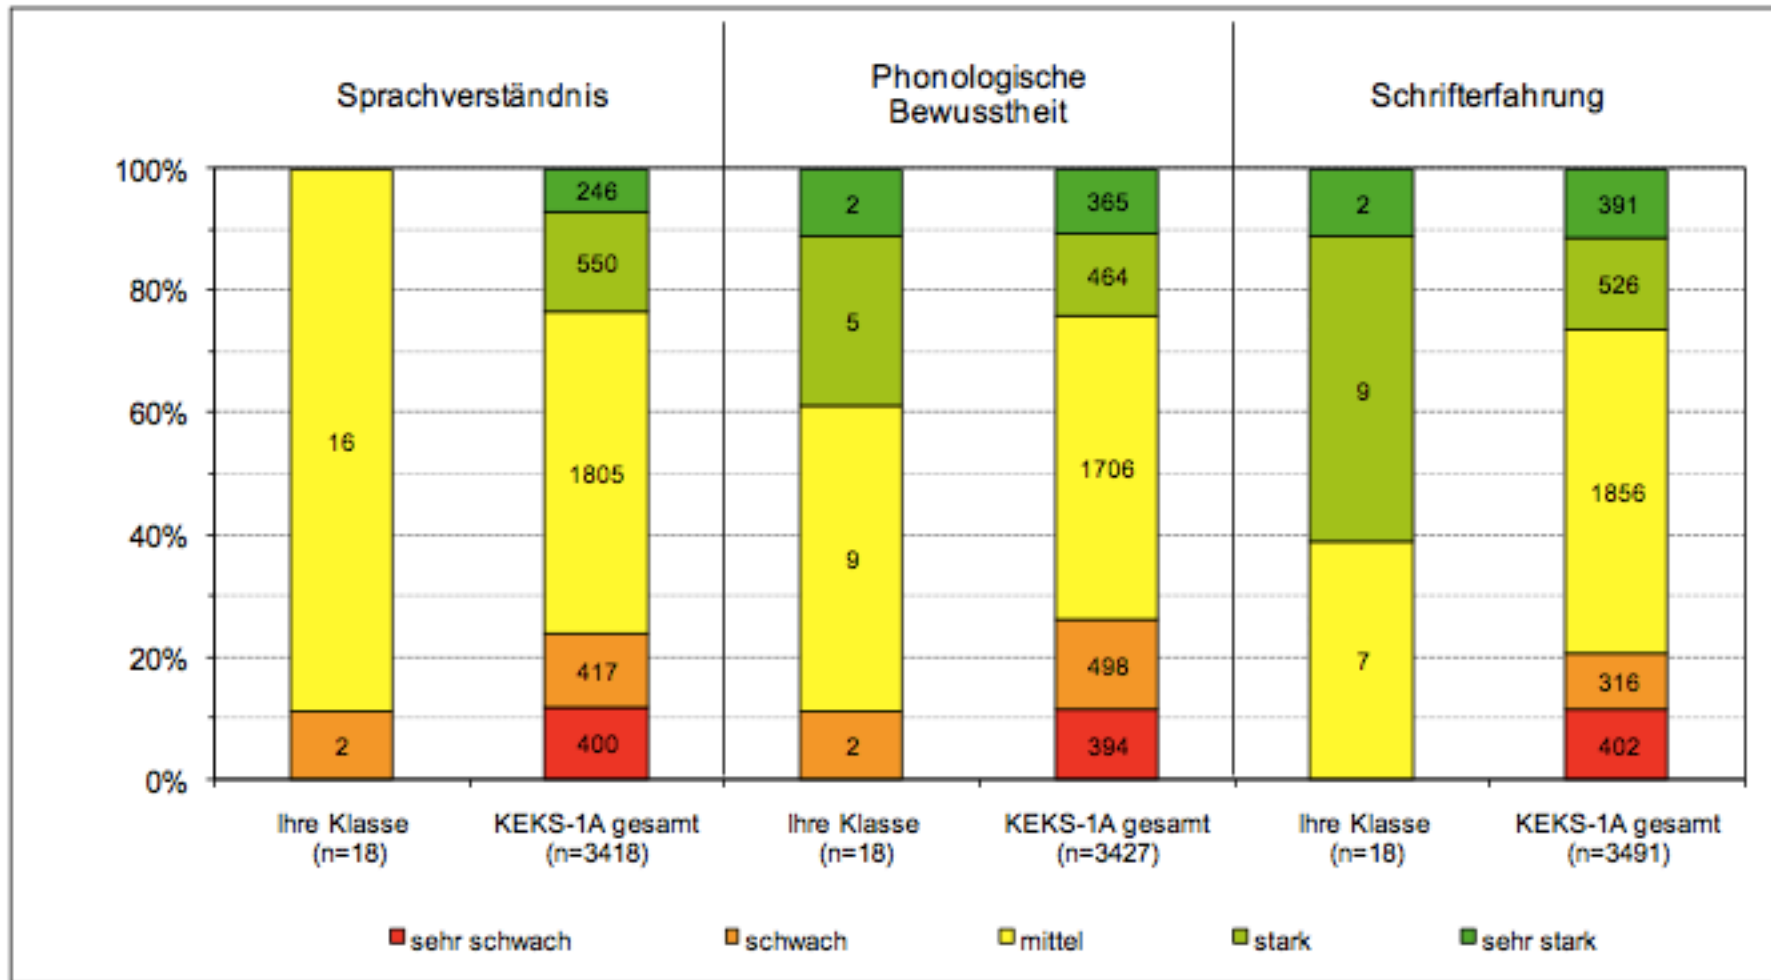 Sprachverständnis
Phonologische
Bewusstheit
Schrifterfahrung
100%
80%
60%
40%
20%
0%
16
2
246
550
1805
417
400
2
5
9
2
365
464
1706
498
394
2
9
7
391
526
1856
316
402
Ihre Klasse
(n=18)
KEKS-1A gesamt
(n=3418)
Ihre Klasse
(n=18)
KEKS-1A gesamt
(n=3427)
Ihre Klasse
(n=18)
KEKS-1A gesamt
(n=3491)
sehr schwach
schwach
mittel
stark
sehr stark